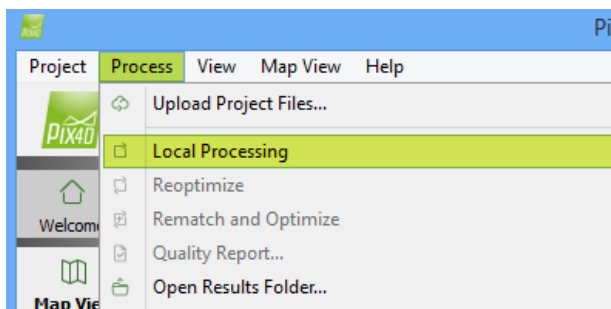 Pi
Project Process View Map View Help
Upload Project Files...
PIX4D
Local Processing
Reoptimize
Welcome
Rematch and Optimize
Quality Report...
Open Results Folder...
Map Vie